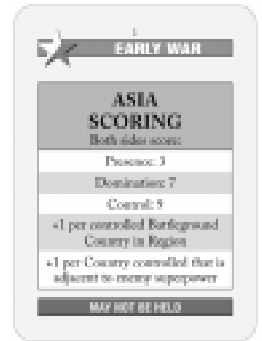 1
EARLY WAR
ASIA
SCORING
Both sides score:
Presence: 3
Domination: 7
Control: 9
+1 per controlled Battleground
Country in Region
+1 per Country controlled that is
adjacent to enemy superpower
MAY NOT BE HELD